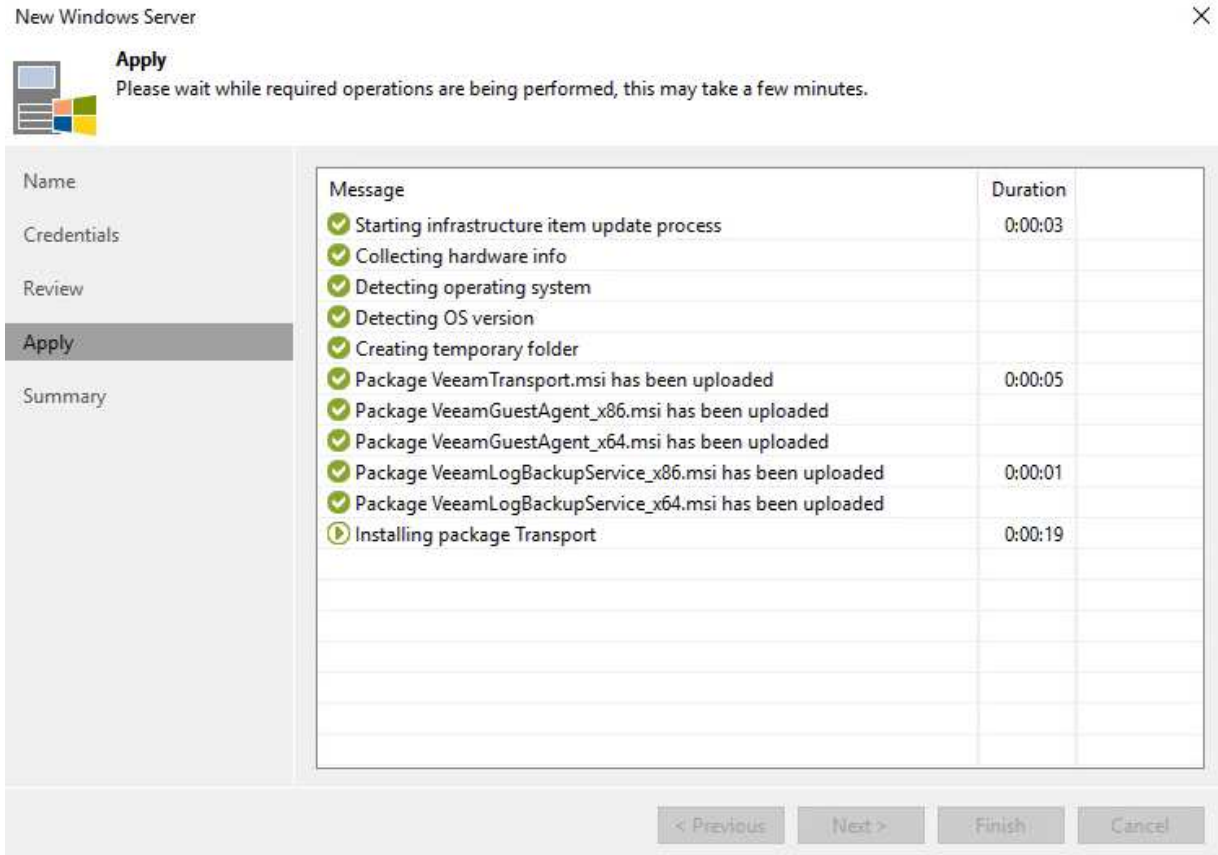 New Windows Server
Apply
Please wait while required operations are being performed, this may take a few minutes.
Name
Credentials
Review
Apply
Summary
Message Duration
Starting infrastructure item update process 0:00:03
Collecting hardware info
Detecting operating system
Detecting OS version
Creating temporary folder
Package VeeamTransport.msi has been uploaded 0:00:05
Package VeeamGuestAgent_x86.msi has been uploaded
Package VeeamGuestAgent_x64.msi has been uploaded
Package VeeamLogBackupService_x86.msi has been uploaded 0:00:01
Package VeeamLogBackupService_x64.msi has been uploaded
Installing package Transport 0:00:19
< Previous Next > Finish Cancel